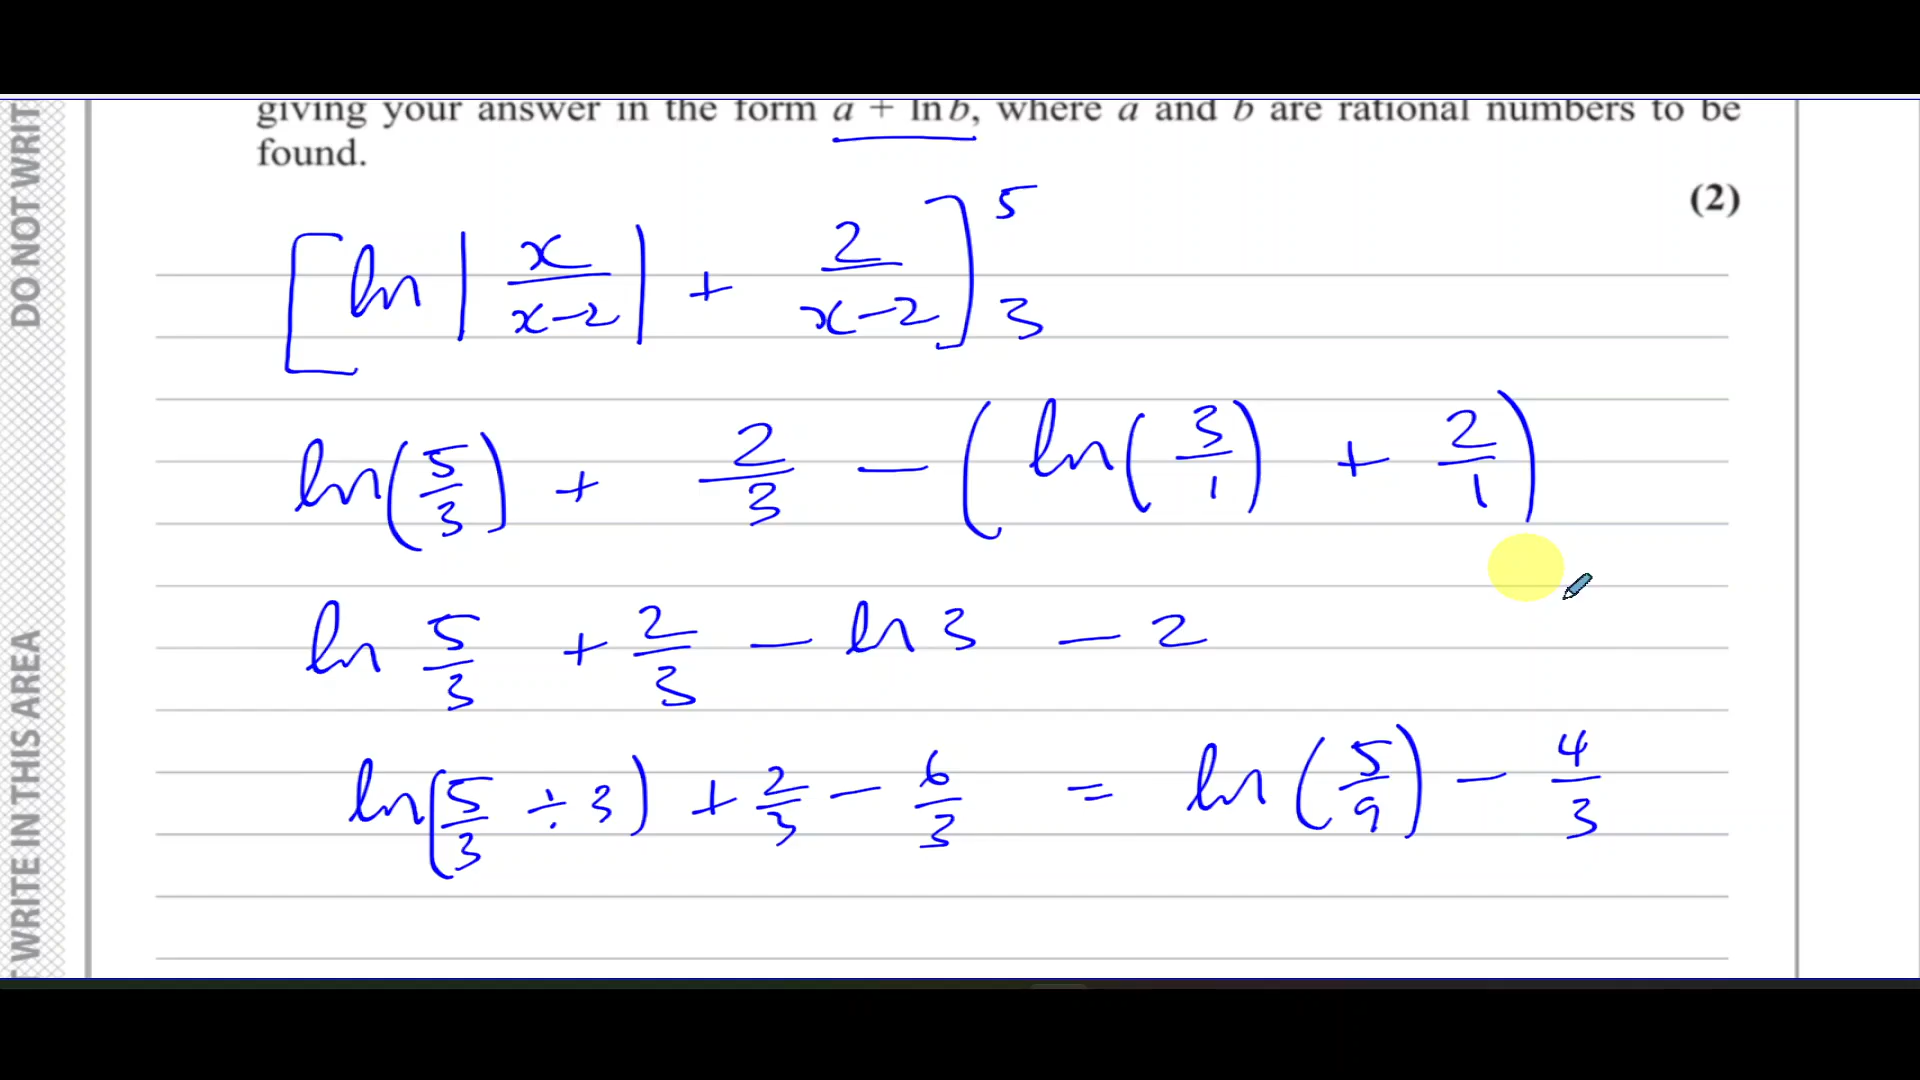 giving your answer in the form a + ln b, where a and b are rational numbers to be
found.
(2)
[ln |x/(x-2)| + 2/(x-2)]₃⁵
ln(5/3) + 2/3 - (ln(3/1) + 2/1)
ln 5/3 + 2/3 - ln 3 - 2
ln(5/3 ÷ 3) + 2/3 - 6/3 = ln(5/9) - 4/3
DO NOT WRIT
T WRITE IN THIS AREA